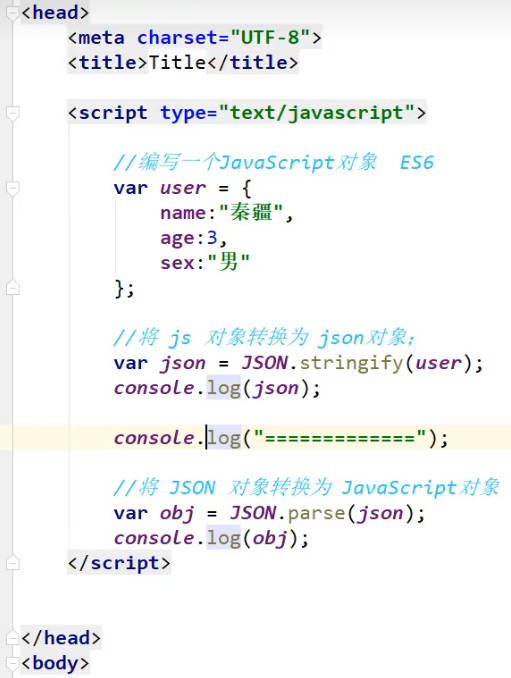 <head>
<meta charset="UTF-8">
<title>Title</title>
<script type="text/javascript">
//编写一个JavaScript对象  ES6
var user = {
name:"秦疆",
age:3,
sex:"男"
};
//将 js 对象转换为 json对象;
var json = JSON.stringify(user);
console.log(json);
console.log("=============");
//将 JSON 对象转换为 JavaScript对象
var obj = JSON.parse(json);
console.log(obj);
</script>
</head>
<body>